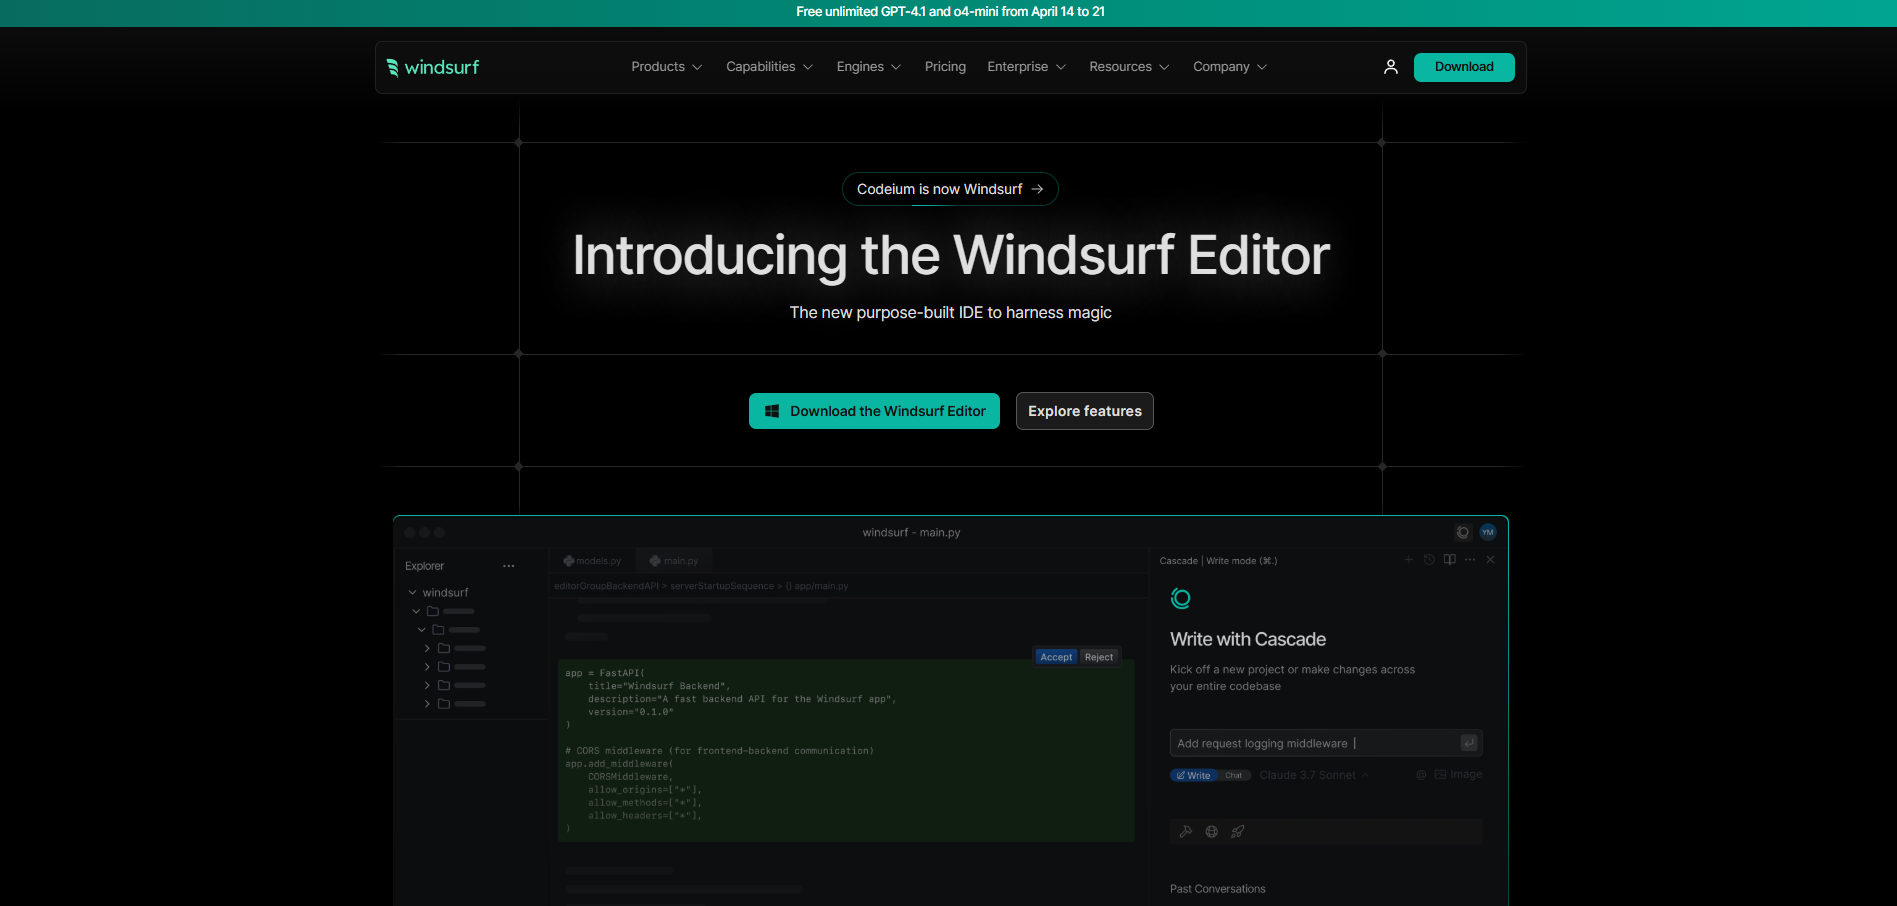 Free unlimited GPT-4.1 and o4-mini from April 14 to 21
windsurf
Products
Capabilities
Engines
Pricing
Enterprise
Resources
Company
Download
Codeium is now Windsurf →
Introducing the Windsurf Editor
The new purpose-built IDE to harness magic
Download the Windsurf Editor
Explore features
windsurf - main.py
YM
Explorer
windsurf
models.py
main.py
editorGroupBackendAPI > serverStartupSequence > {} app/main.py
Accept
Reject
app = FastAPI(
title="Windsurf Backend",
description="A fast backend API for the Windsurf app",
version="0.1.0"
)
# CORS middleware (for frontend-backend communication)
app.add_middleware(
CORSMiddleware,
allow_origins=["*"],
allow_methods=["*"],
allow_headers=["*"],
)
Cascade | Write mode (⌘.)
Write with Cascade
Kick off a new project or make changes across
your entire codebase
Add request logging middleware |
Write
Chat
Claude 3.7 Sonnet
@
Image
Past Conversations